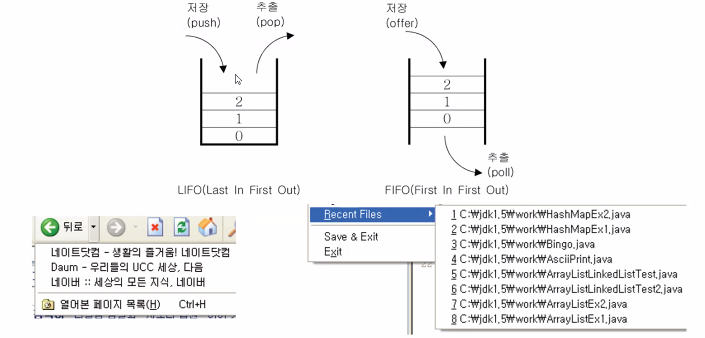 저장
(push)
추출
(pop)
저장
(offer)
2
1
0
2
1
0
추출
(poll)
LIFO(Last In First Out)
FIFO(First In First Out)
뒤로
네이트닷컴 - 생활의 즐거움! 네이트닷컴
Daum - 우리들의 UCC 세상, 다음
네이버 :: 세상의 모든 지식, 네이버
열어본 페이지 목록(H) Ctrl+H
Recent Files
Save & Exit
Exit
1 C:₩jdk1,5₩work₩HashMapEx2,java
2 C:₩jdk1,5₩work₩HashMapEx1,java
3 C:₩jdk1,5₩work₩Bingo,java
4 C:₩jdk1,5₩work₩AsciiPrint,java
5 C:₩jdk1,5₩work₩ArrayListLinkedListTest,java
6 C:₩jdk1,5₩work₩ArrayListLinkedListTest2,java
7 C:₩jdk1,5₩work₩ArrayListEx2,java
8 C:₩jdk1,5₩work₩ArrayListEx1,java